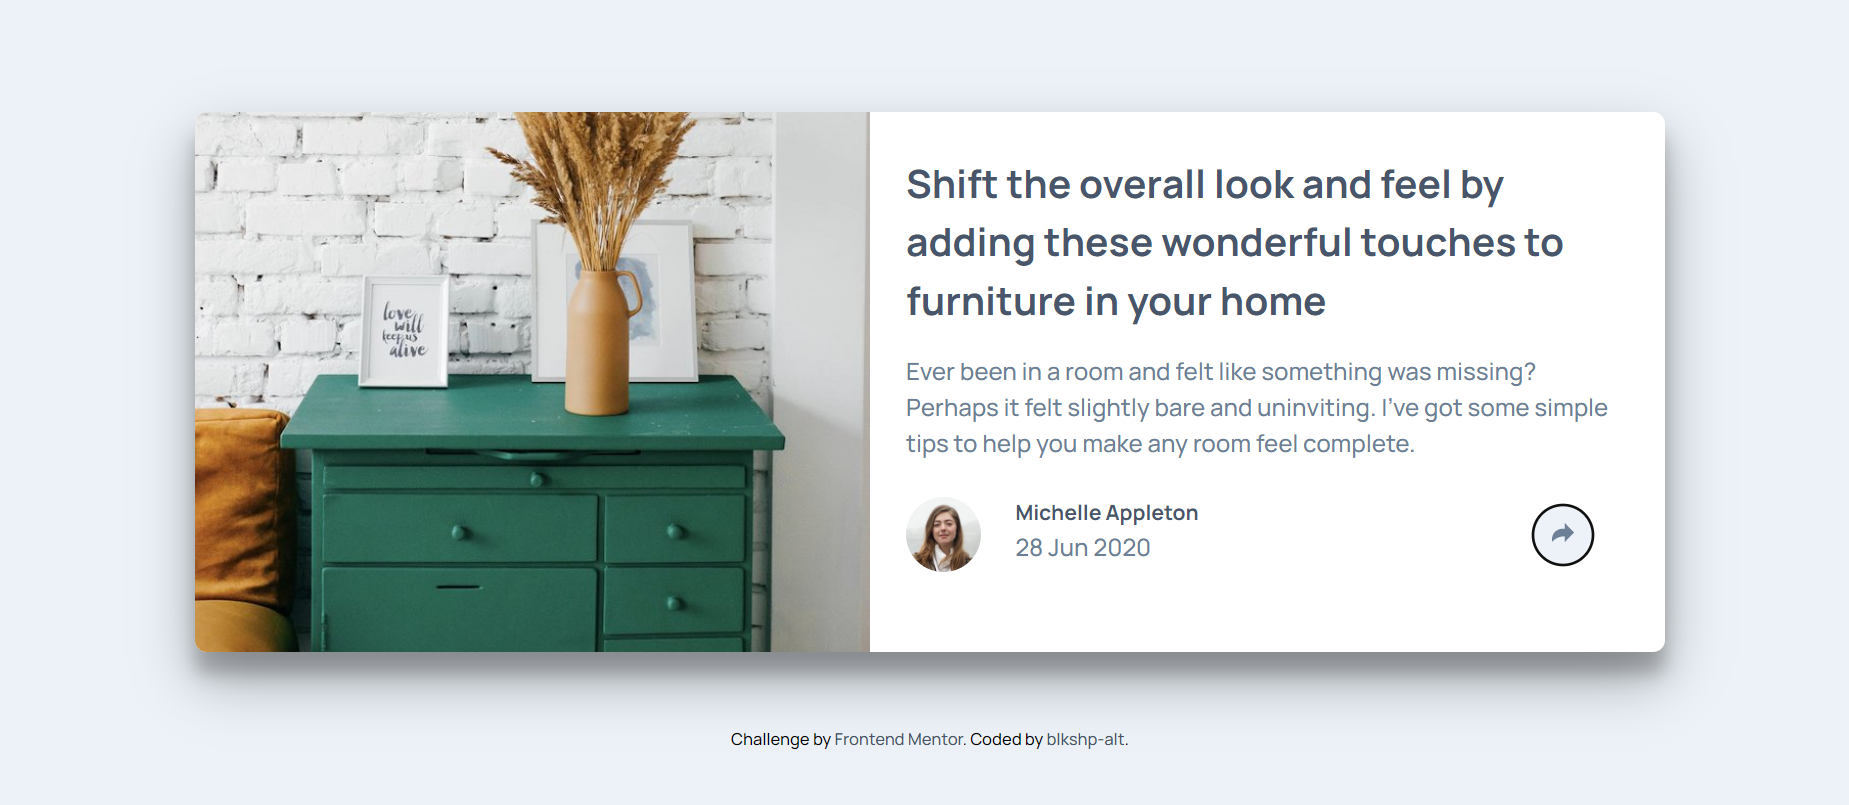 love
will
keep us
alive
Shift the overall look and feel by
adding these wonderful touches to
furniture in your home
Ever been in a room and felt like something was missing?
Perhaps it felt slightly bare and uninviting. I’ve got some simple
tips to help you make any room feel complete.
Michelle Appleton
28 Jun 2020
Challenge by Frontend Mentor. Coded by blkshp-alt.